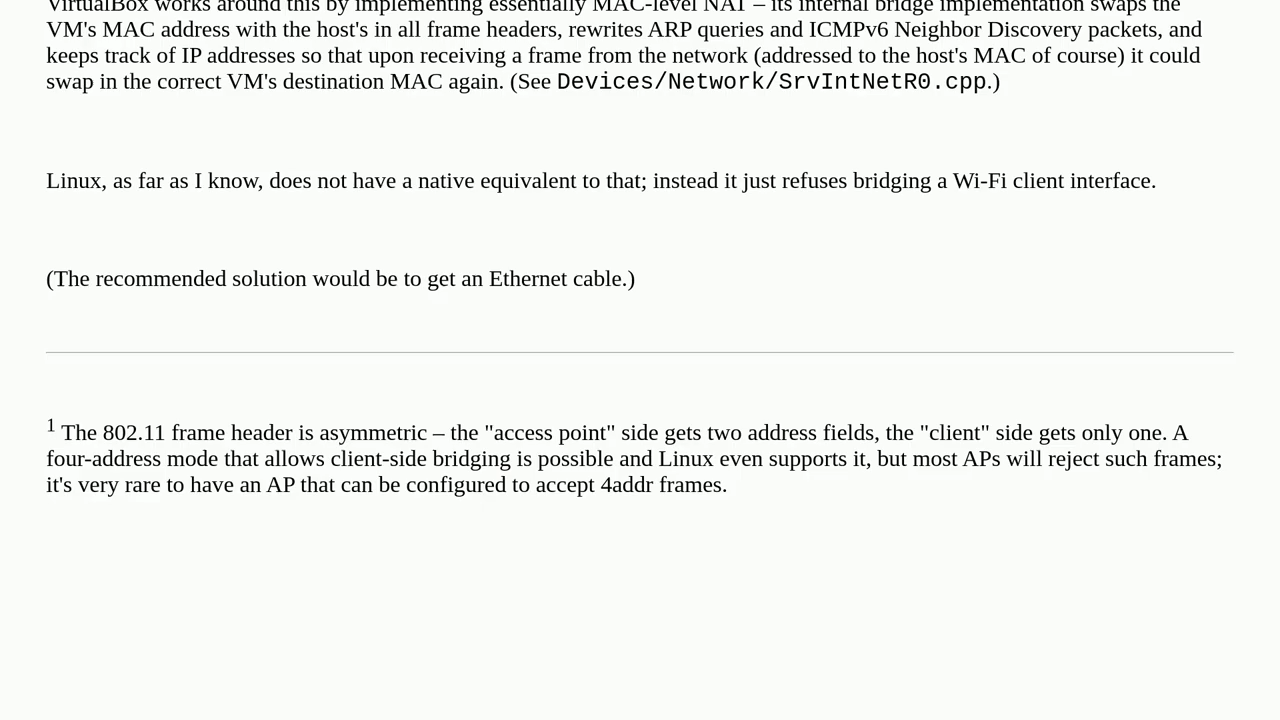 VirtualBox works around this by implementing essentially MAC-level NAT – its internal bridge implementation swaps the
VM's MAC address with the host's in all frame headers, rewrites ARP queries and ICMPv6 Neighbor Discovery packets, and
keeps track of IP addresses so that upon receiving a frame from the network (addressed to the host's MAC of course) it could
swap in the correct VM's destination MAC again. (See Devices/Network/SrvIntNetR0.cpp.)
Linux, as far as I know, does not have a native equivalent to that; instead it just refuses bridging a Wi-Fi client interface.
(The recommended solution would be to get an Ethernet cable.)
1 The 802.11 frame header is asymmetric – the "access point" side gets two address fields, the "client" side gets only one. A
four-address mode that allows client-side bridging is possible and Linux even supports it, but most APs will reject such frames;
it's very rare to have an AP that can be configured to accept 4addr frames.